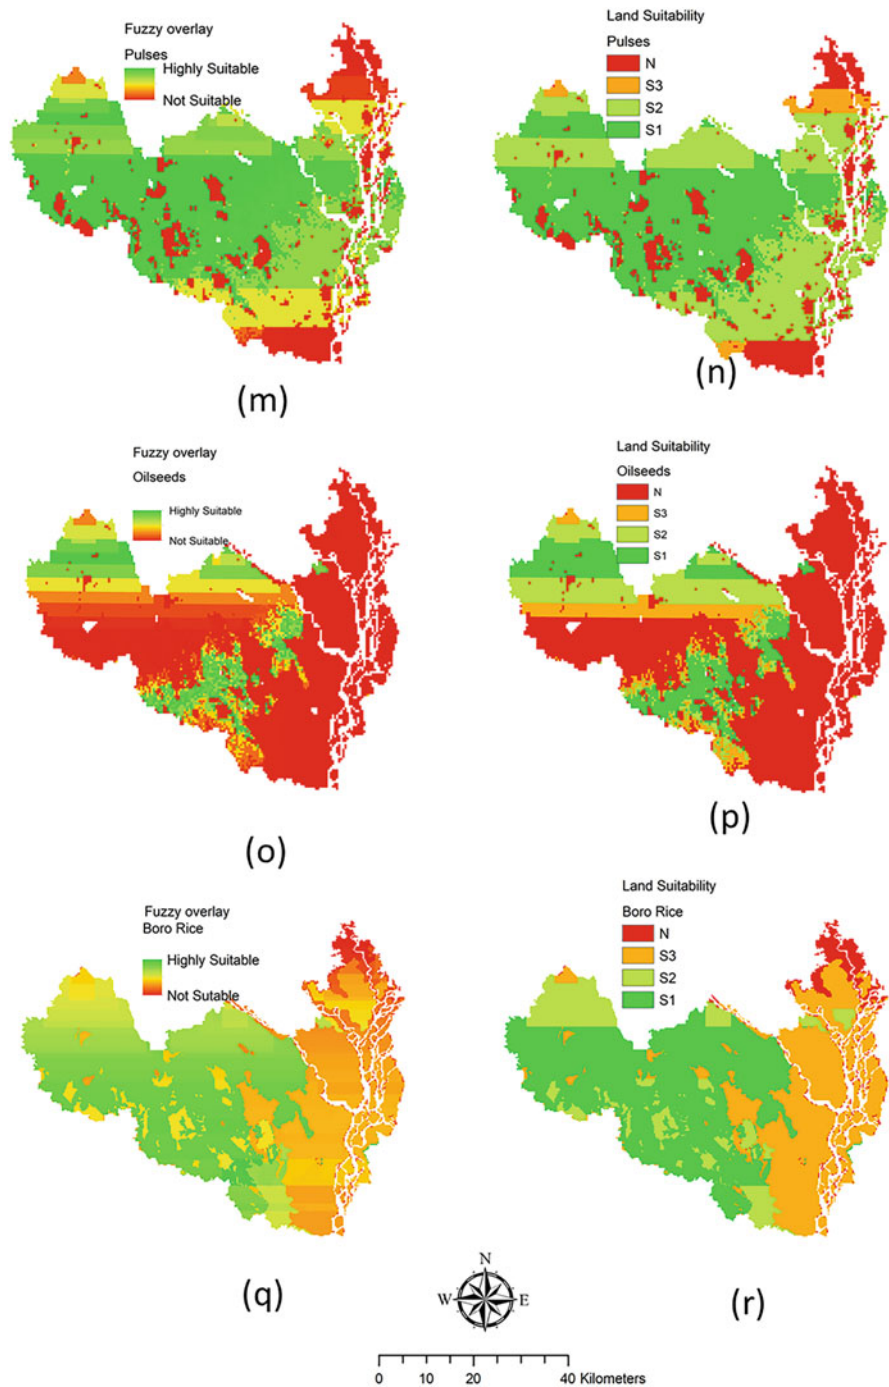 Fuzzy overlay
Pulses
Highly Suitable
Not Suitable
(m)
Land Suitability
Pulses
N
S3
S2
S1
(n)
Fuzzy overlay
Oilseeds
Highly Suitable
Not Suitable
(o)
Land Suitability
Oilseeds
N
S3
S2
S1
(p)
Fuzzy overlay
Boro Rice
Highly Suitable
Not Sutable
(q)
Land Suitability
Boro Rice
N
S3
S2
S1
(r)
N
W E
S
0 10 20 40 Kilometers